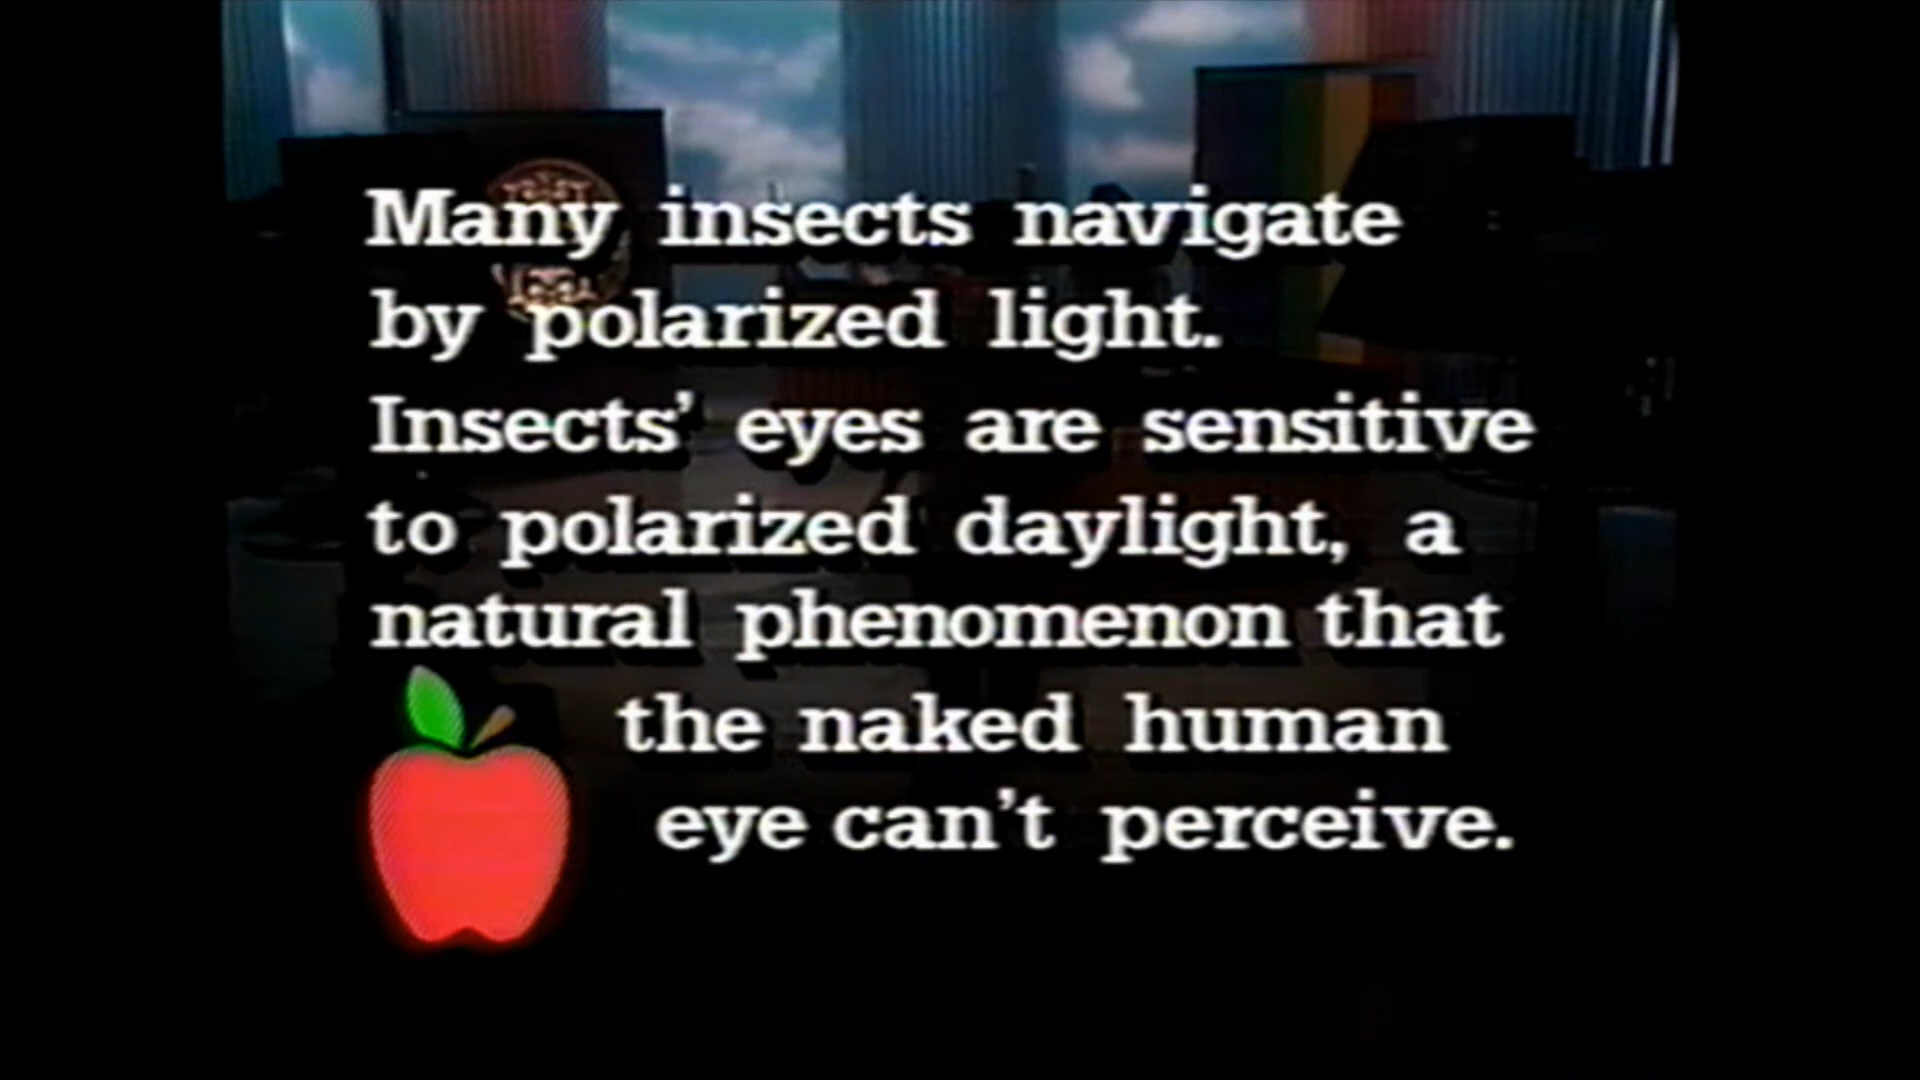 Many insects navigate
by polarized light.
Insects’ eyes are sensitive
to polarized daylight, a
natural phenomenon that
the naked human
eye can’t perceive.